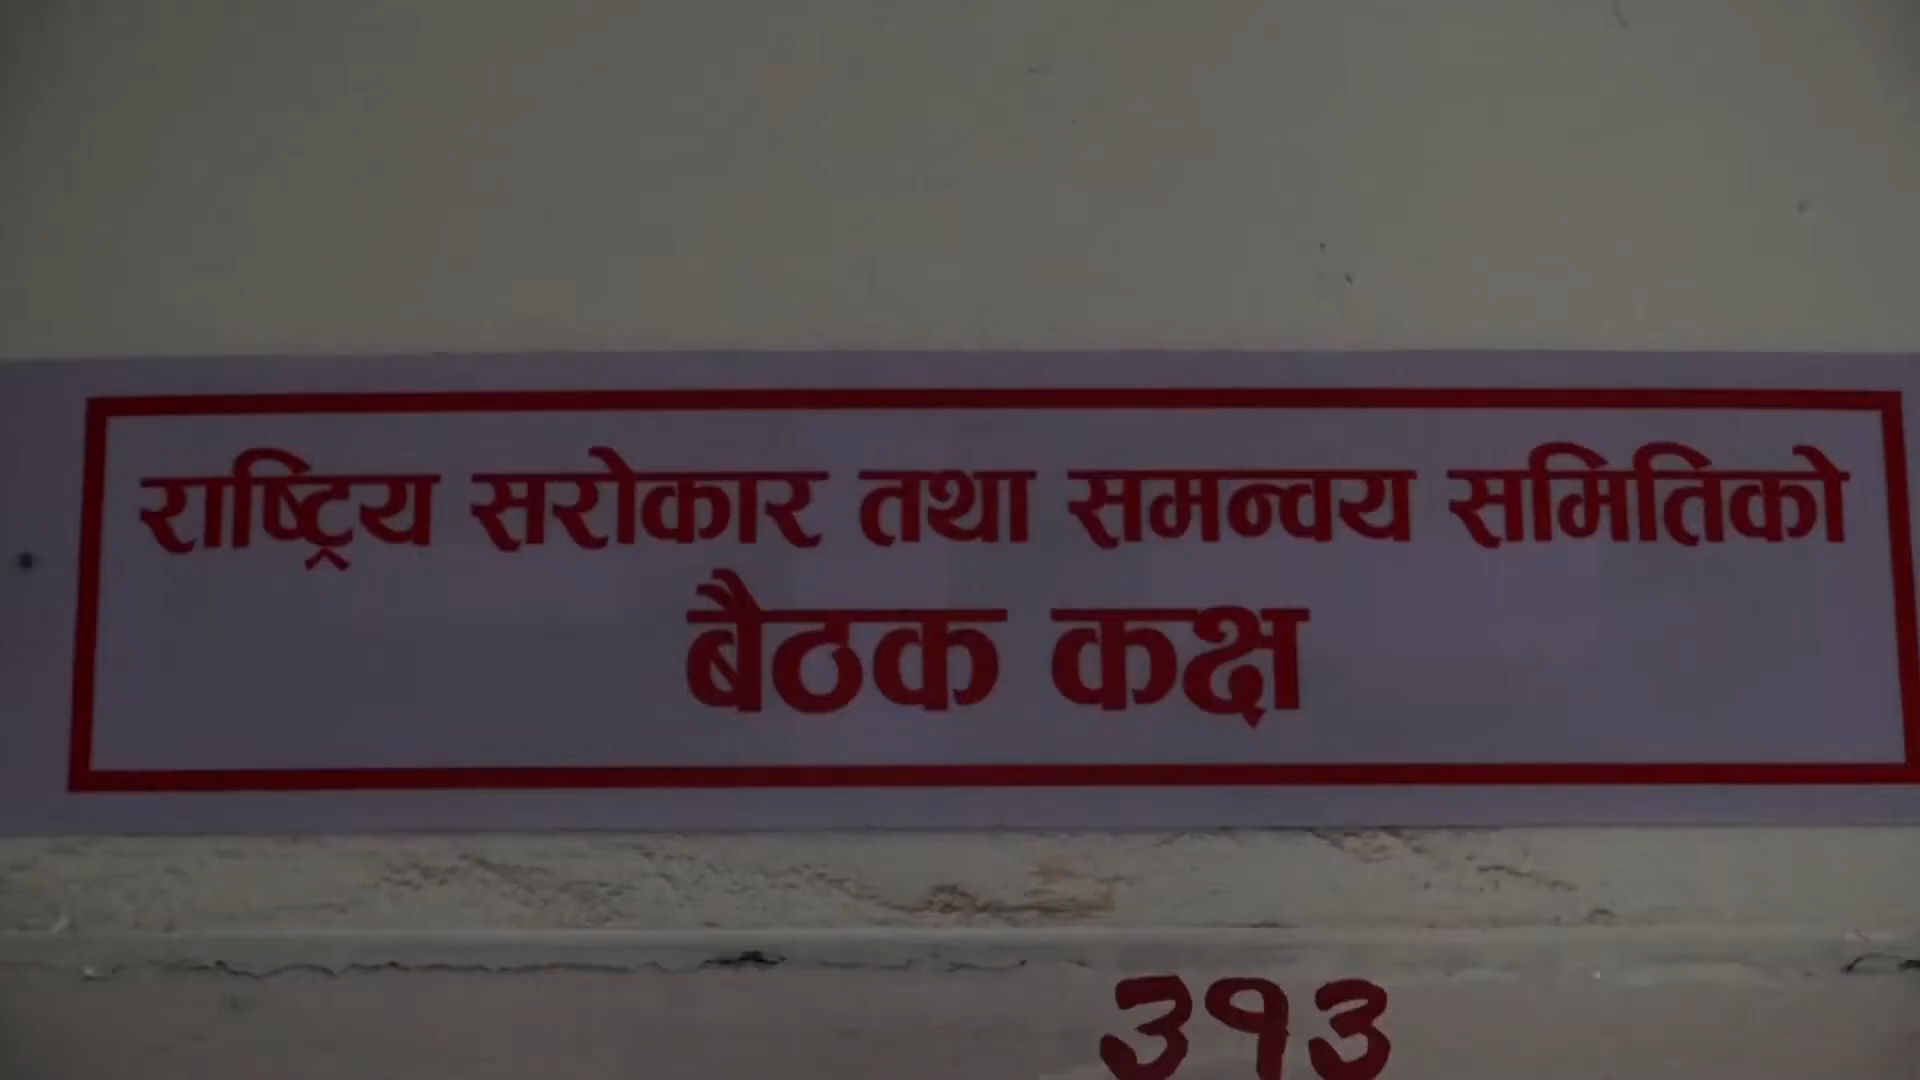 राष्ट्रिय सरोकार तथा समन्वय समितिको
बैठक कक्ष
३१३